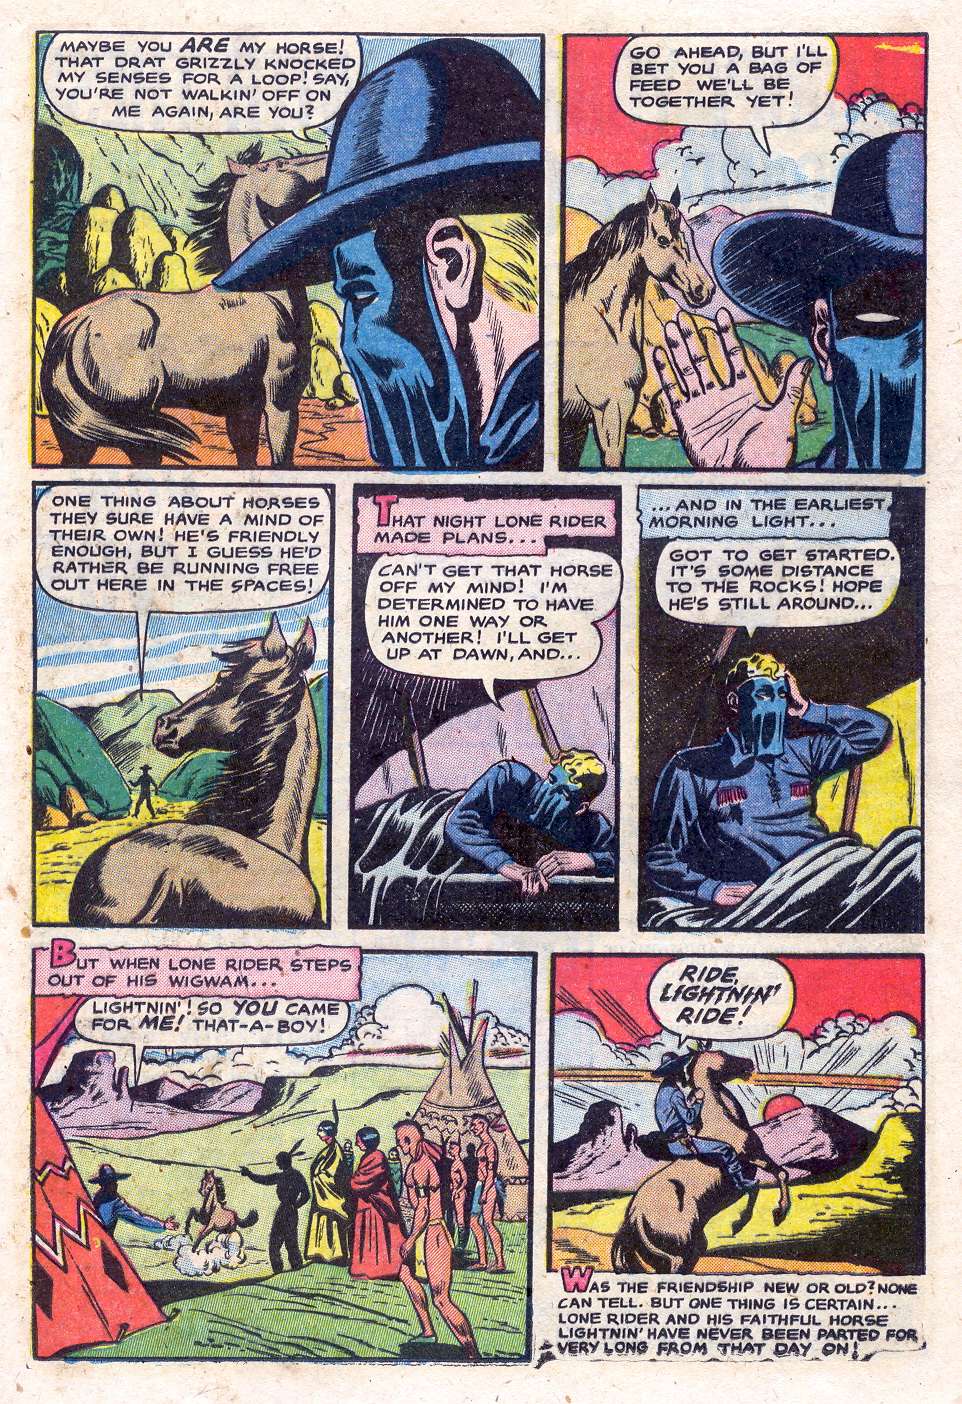 MAYBE YOU ARE MY HORSE!
THAT DRAT GRIZZLY KNOCKED
MY SENSES FOR A LOOP! SAY,
YOU'RE NOT WALKIN' OFF ON
ME AGAIN, ARE YOU?
GO AHEAD, BUT I'LL
BET YOU A BAG OF
FEED WE'LL BE
TOGETHER YET!
ONE THING ABOUT HORSES
THEY SURE HAVE A MIND OF
THEIR OWN! HE'S FRIENDLY
ENOUGH, BUT I GUESS HE'D
RATHER BE RUNNING FREE
OUT HERE IN THE SPACES!
THAT NIGHT LONE RIDER
MADE PLANS...
CAN'T GET THAT HORSE
OFF MY MIND! I'M
DETERMINED TO HAVE
HIM ONE WAY OR
ANOTHER! I'LL GET
UP AT DAWN, AND...
...AND IN THE EARLIEST
MORNING LIGHT...
GOT TO GET STARTED.
IT'S SOME DISTANCE
TO THE ROCKS! HOPE
HE'S STILL AROUND...
BUT WHEN LONE RIDER STEPS
OUT OF HIS WIGWAM...
LIGHTNIN'! SO YOU CAME
FOR ME! THAT-A-BOY!
RIDE,
LIGHTNIN'
RIDE!
WAS THE FRIENDSHIP NEW OR OLD? NONE
CAN TELL. BUT ONE THING IS CERTAIN...
LONE RIDER AND HIS FAITHFUL HORSE
LIGHTNIN' HAVE NEVER BEEN PARTED FOR
VERY LONG FROM THAT DAY ON!